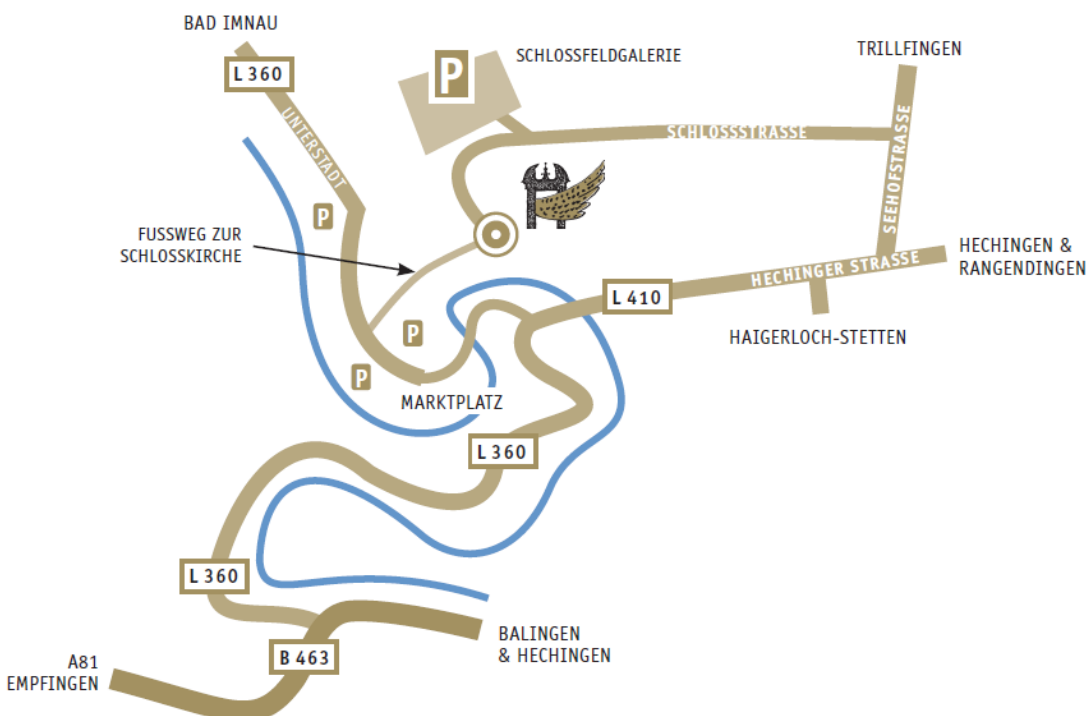 BAD IMNAU
L 360
UNTERSTADT
P
SCHLOSSFELDGALERIE
TRILLFINGEN
SCHLOSSSTRASSE
SEEHOFSTRASSE
P
FUSSWEG ZUR
SCHLOSSKIRCHE
HECHINGEN &
RANGENDINGEN
HECHINGER STRASSE
L 410
HAIGERLOCH-STETTEN
P
P
MARKTPLATZ
L 360
L 360
B 463
BALINGEN
& HECHINGEN
A81
EMPFINGEN